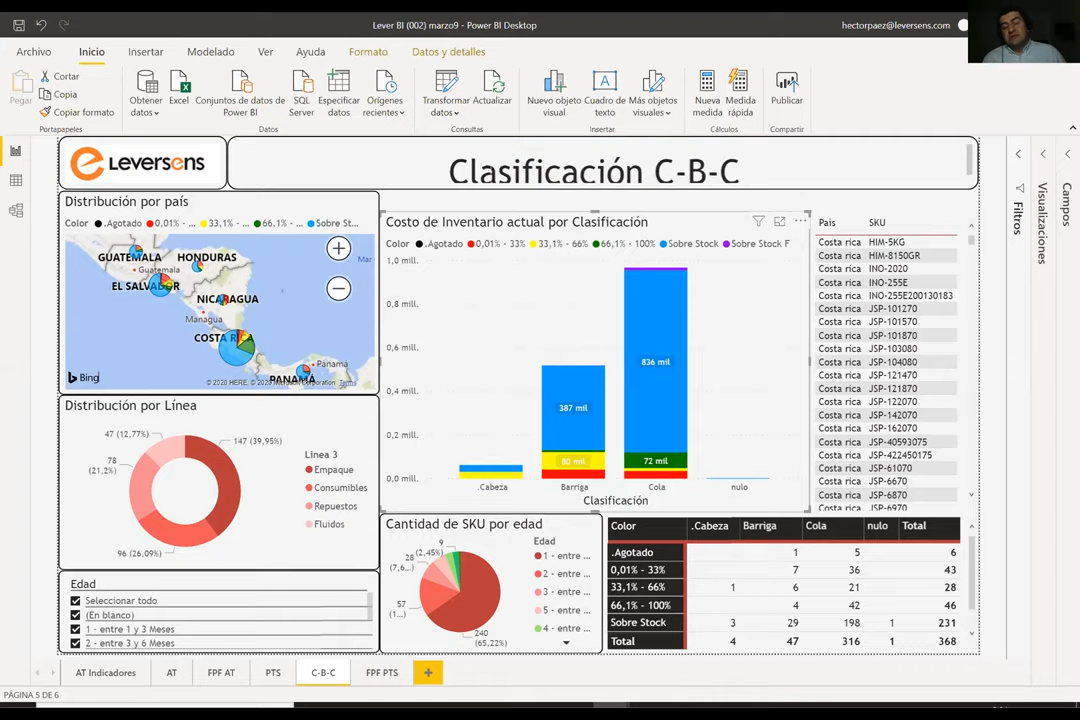 Lever BI (002) marzo9 - Power BI Desktop
hectorpaez@leversens.com
Archivo Inicio Insertar Modelado Ver Ayuda Formato Datos y detalles
Pegar
Cortar
Copia
Copiar formato
Obtener datos
Excel
Conjuntos de datos de Power BI
SQL Server
Especificar datos
Orígenes recientes
Transformar datos
Actualizar
Nuevo objeto visual
Cuadro de texto
Más objetos visuales
Nueva medida
Medida rápida
Publicar
Portapapeles
Datos
Consultas
Insertar
Cálculos
Compartir
Leversens
Clasificación C-B-C
Distribución por país
Color .Agotado 0,01% - ... 33,1% - ... 66,1% - ... Sobre St...
GUATEMALA
Guatemala
HONDURAS
EL SALVADOR
NICARAGUA
Managua
COSTA RICA
Panamá
PANAMÁ
Mar
Bing
Distribución por Línea
47 (12,77%)
147 (39,95%)
78 (21,2%)
96 (26,09%)
Línea 3
Empaque
Consumibles
Repuestos
Fluidos
Edad
Seleccionar todo
(En blanco)
1 - entre 1 y 3 Meses
2 - entre 3 y 6 Meses
Costo de Inventario actual por Clasificación
Color .Agotado 0,01% - 33% 33,1% - 66% 66,1% - 100% Sobre Stock Sobre Stock F
1,0 mil.
0,8 mil.
0,6 mil.
0,4 mil.
0,2 mil.
0,0 mil.
387 mil
80 mil
836 mil
72 mil
.Cabeza Barriga Cola nulo
Clasificación
Cantidad de SKU por edad
9
(2,45%)
28
(7,6...)
57
(1...)
240
(65,22%)
Edad
1 - entre ...
2 - entre ...
3 - entre ...
5 - entre ...
4 - entre ...
País SKU
Costa rica HIM-5KG
Costa rica HIM-8150GR
Costa rica INO-2020
Costa rica INO-255E
Costa rica INO-255E200130183
Costa rica JSP-101270
Costa rica JSP-101570
Costa rica JSP-101870
Costa rica JSP-103080
Costa rica JSP-104080
Costa rica JSP-121470
Costa rica JSP-121870
Costa rica JSP-122070
Costa rica JSP-142070
Costa rica JSP-162070
Costa rica JSP-40593075
Costa rica JSP-422450175
Costa rica JSP-61070
Costa rica JSP-6670
Costa rica JSP-6870
Costa rica JSP-6970
Color .Cabeza Barriga Cola nulo Total
.Agotado 1 5 6
0,01% - 33% 7 36 43
33,1% - 66% 1 6 21 28
66,1% - 100% 4 42 46
Sobre Stock 3 29 198 1 231
Total 4 47 316 1 368
Filtros
Visualizaciones
Campos
AT Indicadores AT FPF AT PTS C-B-C FPF PTS
PÁGINA 5 DE 6